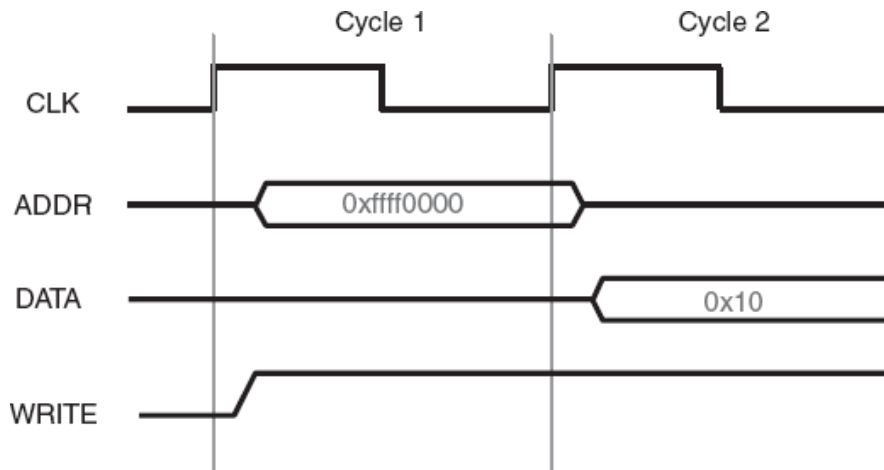 Cycle 1 Cycle 2
CLK
ADDR 0xffff0000
DATA 0x10
WRITE